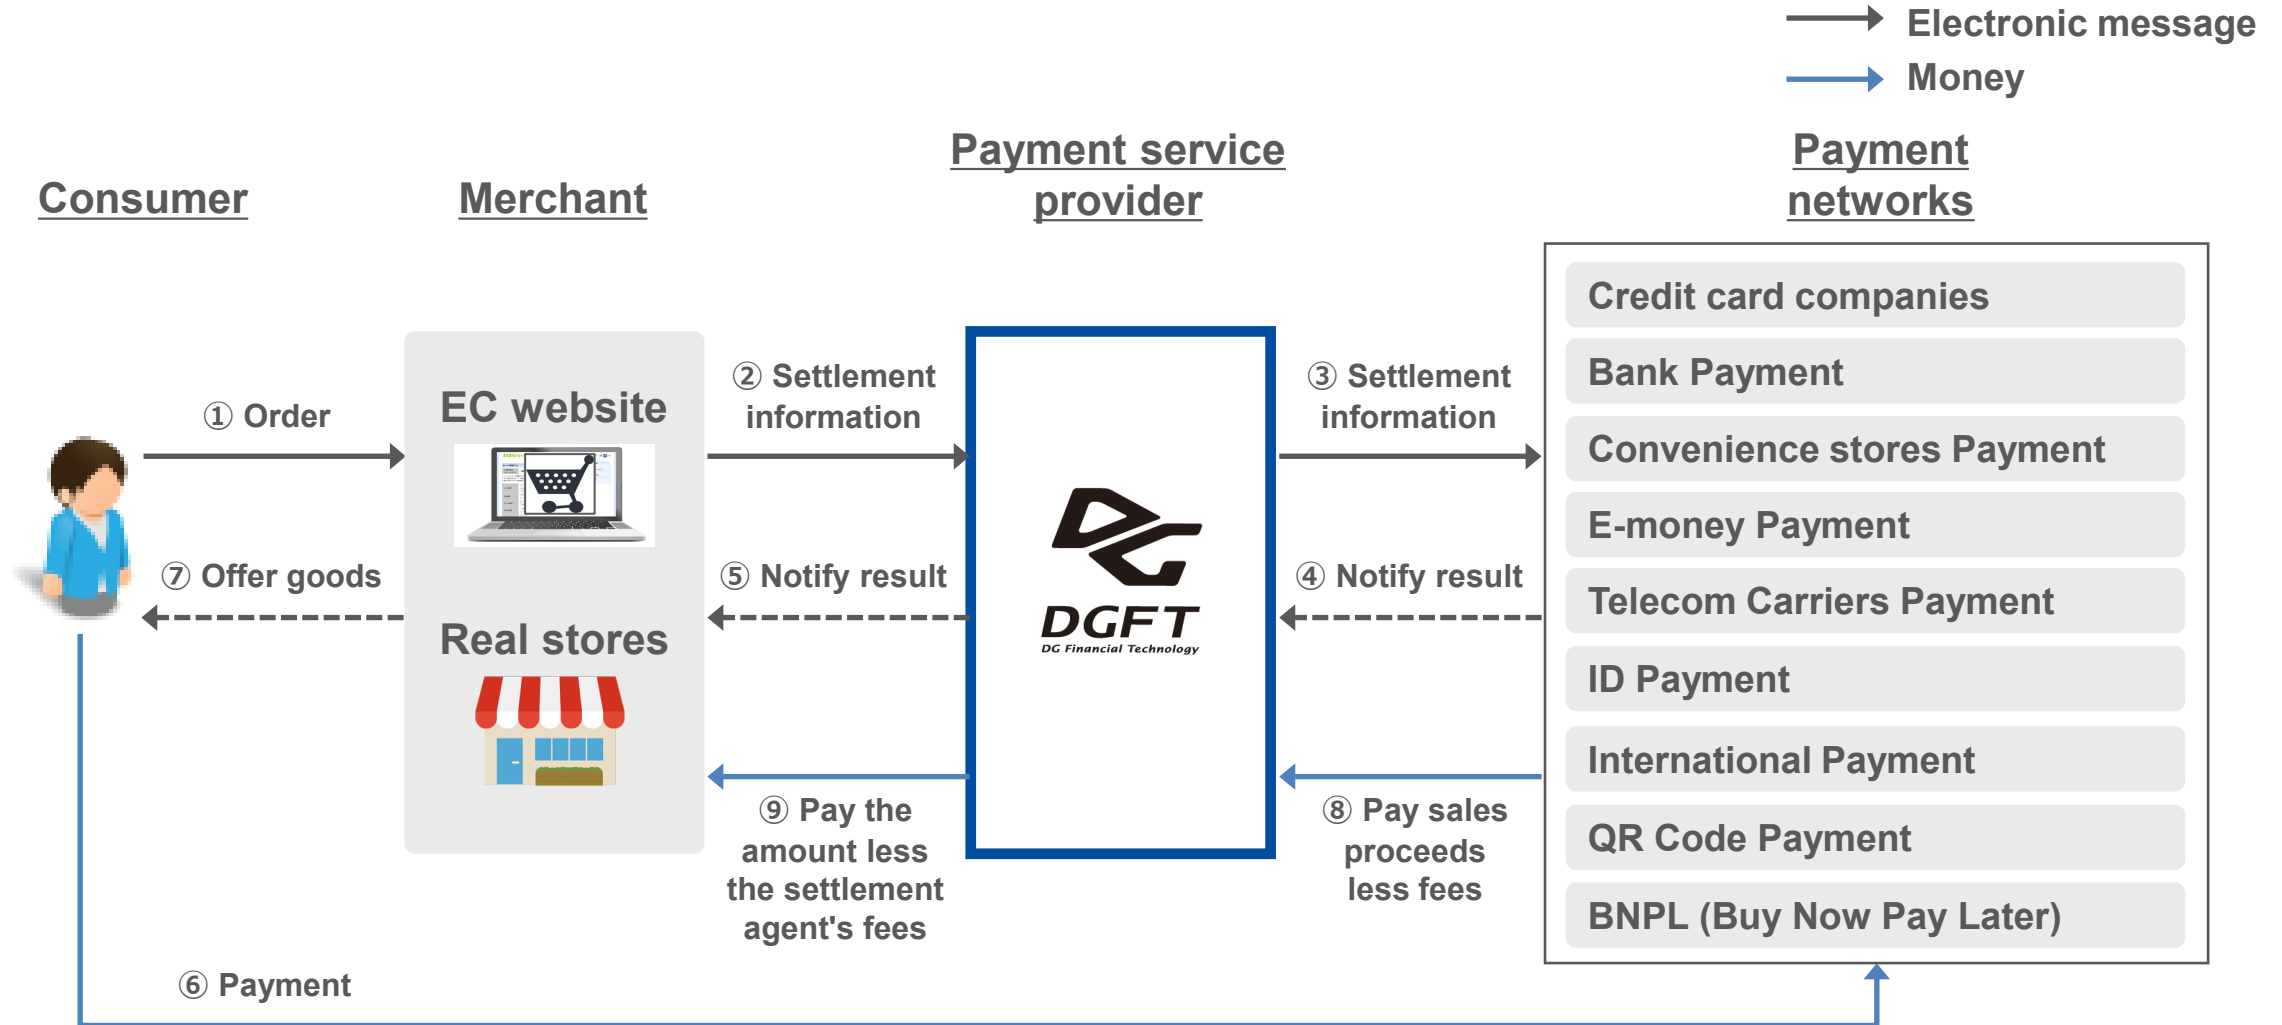 Electronic message
Money
Consumer
Merchant
Payment service
provider
Payment
networks
① Order
EC website
② Settlement
information
③ Settlement
information
⑦ Offer goods
Real stores
⑤ Notify result
④ Notify result
DGFT
DG Financial Technology
⑨ Pay the
amount less
the settlement
agent's fees
⑧ Pay sales
proceeds
less fees
⑥ Payment
Credit card companies
Bank Payment
Convenience stores Payment
E-money Payment
Telecom Carriers Payment
ID Payment
International Payment
QR Code Payment
BNPL (Buy Now Pay Later)